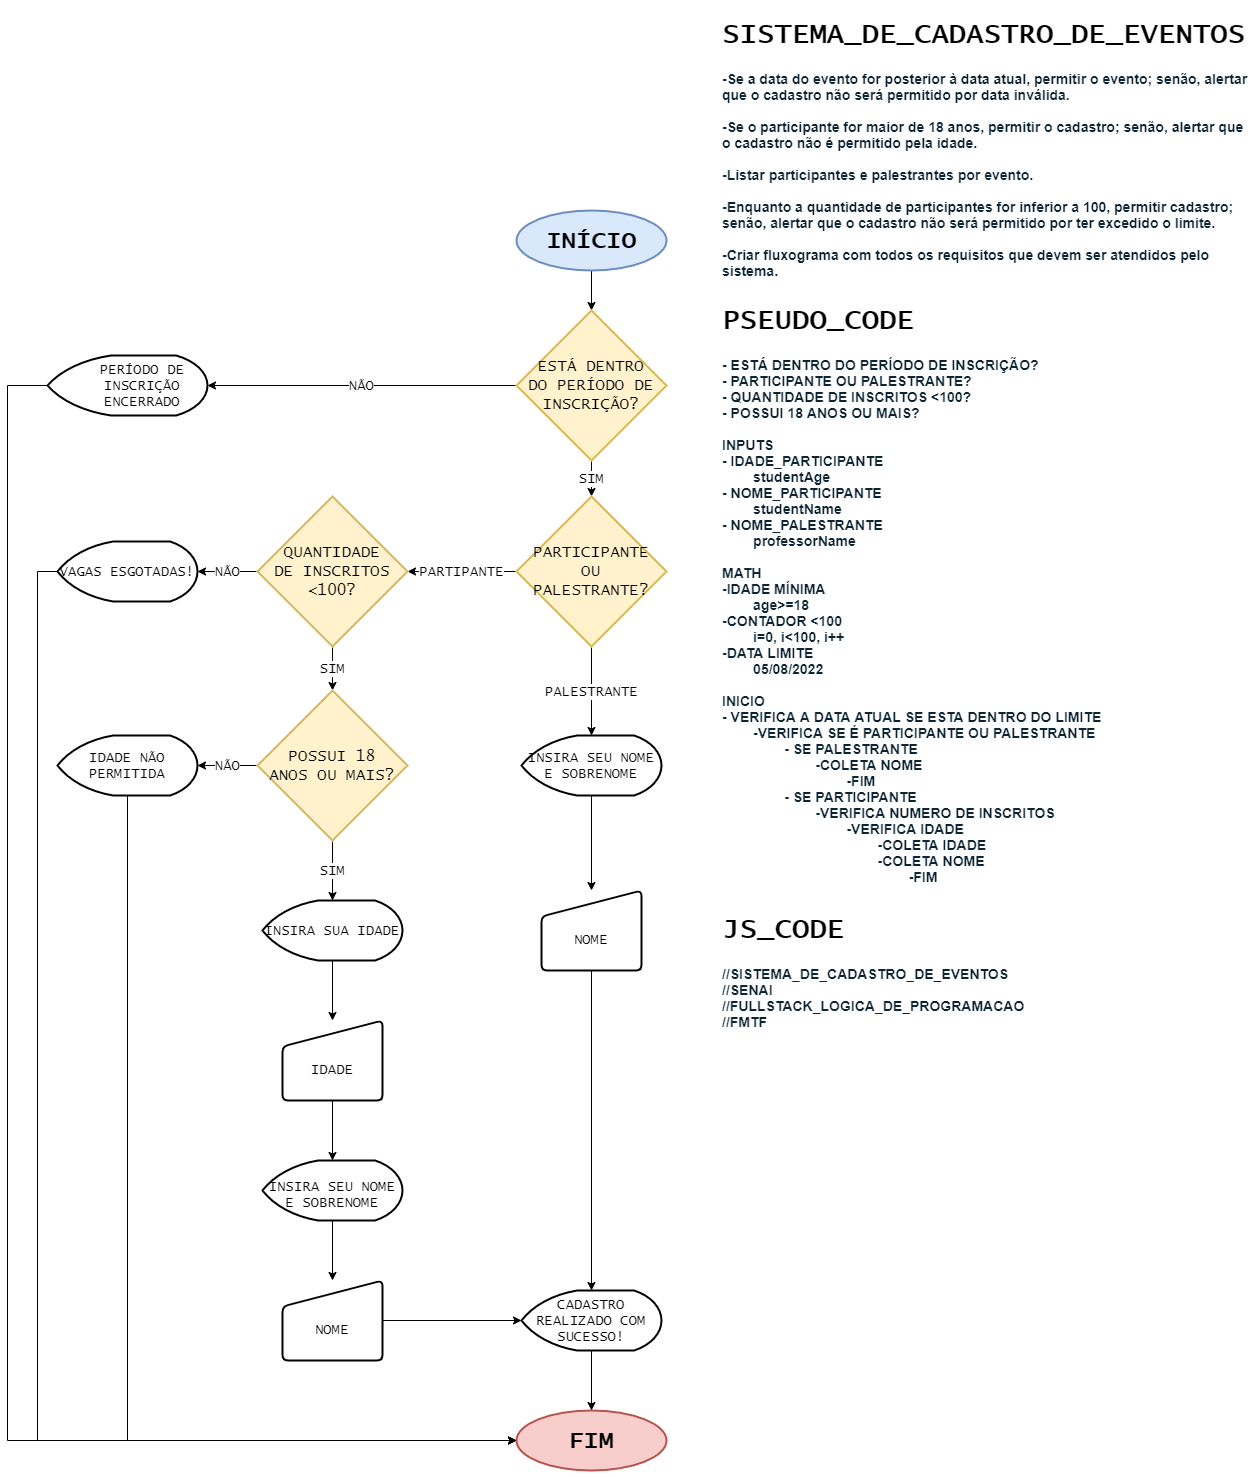 SISTEMA_DE_CADASTRO_DE_EVENTOS
-Se a data do evento for posterior à data atual, permitir o evento; senão, alertar
que o cadastro não será permitido por data inválida.
-Se o participante for maior de 18 anos, permitir o cadastro; senão, alertar que
o cadastro não é permitido pela idade.
-Listar participantes e palestrantes por evento.
-Enquanto a quantidade de participantes for inferior a 100, permitir cadastro;
senão, alertar que o cadastro não será permitido por ter excedido o limite.
-Criar fluxograma com todos os requisitos que devem ser atendidos pelo
sistema.
PSEUDO_CODE
- ESTÁ DENTRO DO PERÍODO DE INSCRIÇÃO?
- PARTICIPANTE OU PALESTRANTE?
- QUANTIDADE DE INSCRITOS <100?
- POSSUI 18 ANOS OU MAIS?
INPUTS
- IDADE_PARTICIPANTE
studentAge
- NOME_PARTICIPANTE
studentName
- NOME_PALESTRANTE
professorName
MATH
-IDADE MÍNIMA
age>=18
-CONTADOR <100
i=0, i<100, i++
-DATA LIMITE
05/08/2022
INICIO
- VERIFICA A DATA ATUAL SE ESTA DENTRO DO LIMITE
-VERIFICA SE É PARTICIPANTE OU PALESTRANTE
- SE PALESTRANTE
-COLETA NOME
-FIM
- SE PARTICIPANTE
-VERIFICA NUMERO DE INSCRITOS
-VERIFICA IDADE
-COLETA IDADE
-COLETA NOME
-FIM
JS_CODE
//SISTEMA_DE_CADASTRO_DE_EVENTOS
//SENAI
//FULLSTACK_LOGICA_DE_PROGRAMACAO
//FMTF
INÍCIO
ESTÁ DENTRO
DO PERÍODO DE
INSCRIÇÃO?
NÃO
PERÍODO DE
INSCRIÇÃO
ENCERRADO
SIM
PARTICIPANTE
OU
PALESTRANTE?
PARTIPANTE
QUANTIDADE
DE INSCRITOS
<100?
NÃO
VAGAS ESGOTADAS!
SIM
PALESTRANTE
POSSUI 18
ANOS OU MAIS?
NÃO
IDADE NÃO
PERMITIDA
INSIRA SEU NOME
E SOBRENOME
SIM
INSIRA SUA IDADE
NOME
IDADE
INSIRA SEU NOME
E SOBRENOME
NOME
CADASTRO
REALIZADO COM
SUCESSO!
FIM